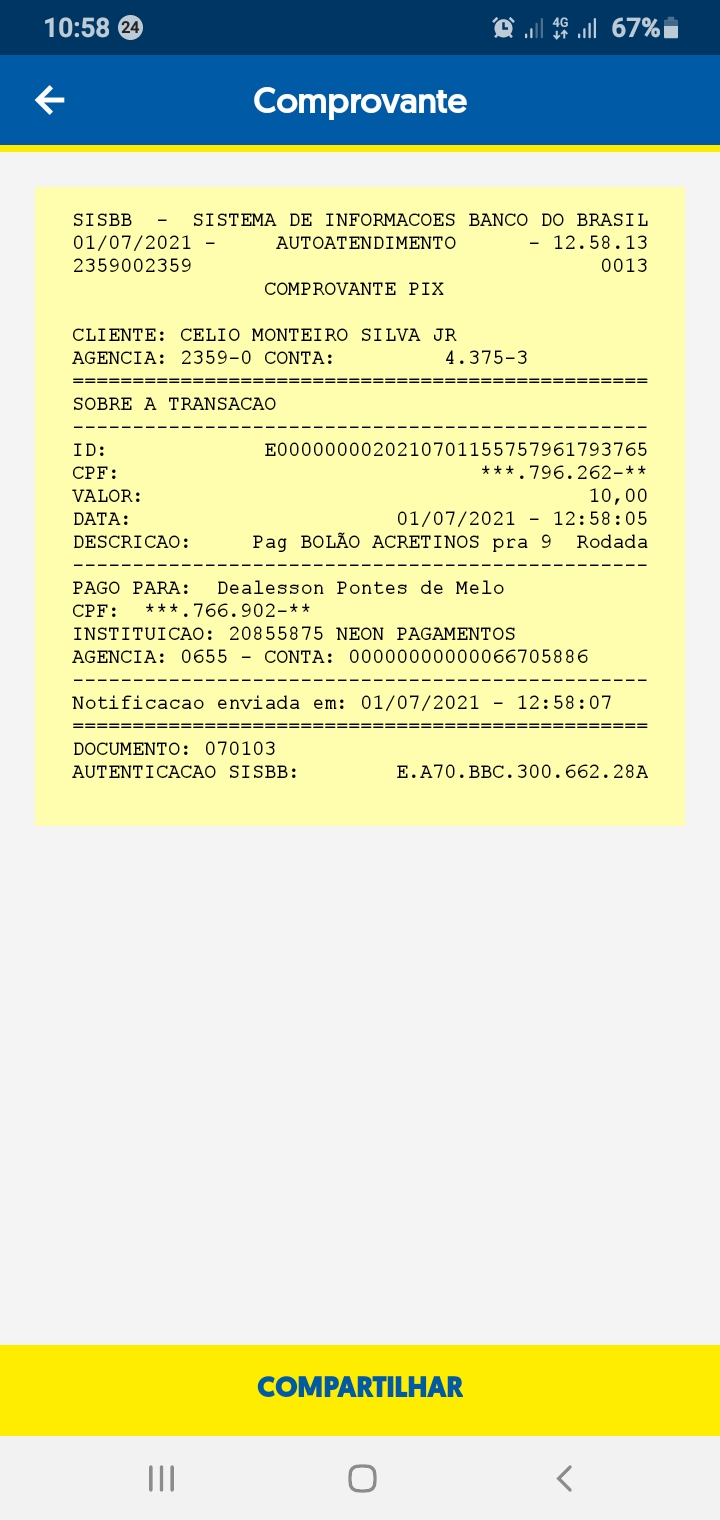 10:58 24 4G 67%
Comprovante
SISBB - SISTEMA DE INFORMACOES BANCO DO BRASIL
01/07/2021 - AUTOATENDIMENTO - 12.58.13
2359002359 0013
COMPROVANTE PIX
CLIENTE: CELIO MONTEIRO SILVA JR
AGENCIA: 2359-0 CONTA: 4.375-3
================================================
SOBRE A TRANSACAO
------------------------------------------------
ID: E0000000020210701155757961793765
CPF: ***.796.262-**
VALOR: 10,00
DATA: 01/07/2021 - 12:58:05
DESCRICAO: Pag BOLÃO ACRETINOS pra 9 Rodada
------------------------------------------------
PAGO PARA: Dealesson Pontes de Melo
CPF: ***.766.902-**
INSTITUICAO: 20855875 NEON PAGAMENTOS
AGENCIA: 0655 - CONTA: 00000000000066705886
------------------------------------------------
Notificacao enviada em: 01/07/2021 - 12:58:07
================================================
DOCUMENTO: 070103
AUTENTICACAO SISBB: E.A70.BBC.300.662.28A
COMPARTILHAR